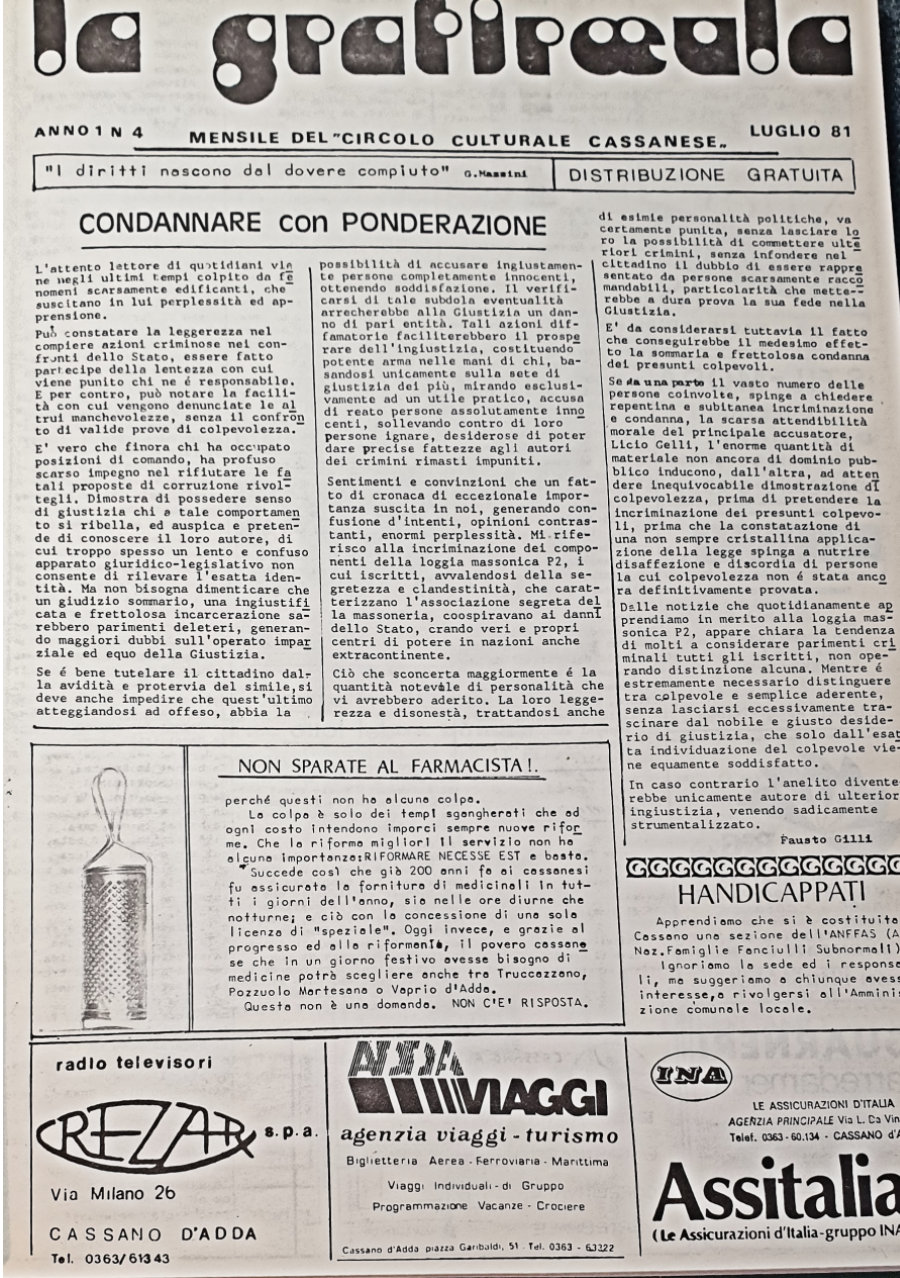 la gratirœula
ANNO 1 N 4
MENSILE DEL "CIRCOLO CULTURALE CASSANESE„
LUGLIO 81
"I diritti nascono dal dovere compiuto" G.Mazzini
DISTRIBUZIONE GRATUITA
CONDANNARE con PONDERAZIONE
L'attento lettore di quotidiani vie
ne negli ultimi tempi colpito da fe
nomeni scarsamente edificanti, che
suscitano in lui perplessità ed ap-
prensione.
Può constatare la leggerezza nel
compiere azioni criminose nei con-
fronti dello Stato, essere fatto
partecipe della lentezza con cui
viene punito chi ne é responsabile.
E per contro, può notare la facili-
tà con cui vengono denunciate le al
trui manchevolezze, senza il confron
to di valide prove di colpevolezza.
E' vero che finora chi ha occupato
posizioni di comando, ha profuso
scarso impegno nel rifiutare le fa
tali proposte di corruzione rivol-
tegli. Dimostra di possedere senso
di giustizia chi a tale comportamen
to si ribella, ed auspica e preten-
de di conoscere il loro autore, di
cui troppo spesso un lento e confuso
apparato giuridico-legislativo non
consente di rilevare l'esatta iden-
tità. Ma non bisogna dimenticare che
un giudizio sommario, una ingiustifi
cata e frettolosa incarcerazione sa-
rebbero parimenti deleteri, generan-
do maggiori dubbi sull'operato impar
ziale ed equo della Giustizia.
Se é bene tutelare il cittadino dal-
la avidità e protervia del simile,si
deve anche impedire che quest'ultimo
atteggiandosi ad offeso, abbia la
possibilità di accusare ingiustamen-
te persone completamente innocenti,
ottenendo soddisfazione. Il verifi-
carsi di tale subdola eventualità
arrecherebbe alla Giustizia un dan-
no di pari entità. Tali azioni dif-
famatorie faciliterebbero il prospe
rare dell'ingiustizia, costituendo
potente arma nelle mani di chi, ba-
sandosi unicamente sulla sete di
giustizia dei più, mirando esclusi-
vamente ad un utile pratico, accusa
di reato persone assolutamente inno
centi, sollevando contro di loro
persone ignare, desiderose di poter
dare precise fattezze agli autori
dei crimini rimasti impuniti.
Sentimenti e convinzioni che un fat-
to di cronaca di eccezionale impor-
tanza suscita in noi, generando con-
fusione d'intenti, opinioni contras-
tanti, enormi perplessità. Mi rife-
risco alla incriminazione dei compo-
nenti della loggia massonica P2, i
cui iscritti, avvalendosi della se-
gretezza e clandestinità, che carat-
terizzano l'associazione segreta del
la massoneria, coospiravano ai danni
dello Stato, crando veri e propri
centri di potere in nazioni anche
extracontinente.
Ciò che sconcerta maggiormente é la
quantità notevole di personalità che
vi avrebbero aderito. La loro legge-
rezza e disonestà, trattandosi anche
di esimie personalità politiche, va
certamente punita, senza lasciare lo
ro la possibilità di commettere ulte
riori crimini, senza infondere nel
cittadino il dubbio di essere rappre
sentato da persone scarsamente racco
mandabili, particolarità che mette--
rebbe a dura prova la sua fede nella
Giustizia.
E' da considerarsi tuttavia il fatto
che conseguirebbe il medesimo effet-
to la sommaria e frettolosa condanna
dei presunti colpevoli.
Se da una parte il vasto numero delle
persone coinvolte, spinge a chiedere
repentina e subitanea incriminazione
e condanna, la scarsa attendibilità
morale del principale accusatore,
Licio Gelli, l'enorme quantità di
materiale non ancora di dominio pub-
blico inducono, dall'altra, ad atten
dere inequivocabile dimostrazione di
colpevolezza, prima di pretendere la
incriminazione dei presunti colpevo-
li, prima che la constatazione di
una non sempre cristallina applica-
zione della legge spinga a nutrire
disaffezione e discordia di persone
la cui colpevolezza non é stata anco
ra definitivamente provata.
Dalle notizie che quotidianamente ap
prendiamo in merito alla loggia mas-
sonica P2, appare chiara la tendenza
di molti a considerare parimenti cri
minali tutti gli iscritti, non ope-
rando distinzione alcuna. Mentre é
estremamente necessario distinguere
tra colpevole e semplice aderente,
senza lasciarsi eccessivamente tra-
scinare dal nobile e giusto deside-
rio di giustizia, che solo dall'esat
ta individuazione del colpevole vie-
ne equamente soddisfatto.
In caso contrario l'anelito divente
rebbe unicamente autore di ulterior
ingiustizia, venendo sadicamente
strumentalizzato.
Fausto Gilli
NON SPARATE AL FARMACISTA!.
perché questi non ha alcuna colpa.
La colpa è solo dei tempi sgangherati che ad
ogni costo intendono imporci sempre nuove rifor
me. Che la riforma migliori il servizio non ha
alcuna importanza:RIFORMARE NECESSE EST e basta.
Succede così che già 200 anni fa ai cassanesi
fu assicurata la fornitura di medicinali in tut-
ti i giorni dell'anno, sia nelle ore diurne che
notturne; e ciò con la concessione di una sola
licenza di "speziale". Oggi invece, e grazie al
progresso ed alla riformante, il povero cassane
se che in un giorno festivo avesse bisogno di
medicine potrà scegliere anche tra Truccazzano,
Pozzuolo Martesana o Vaprio d'Adda.
Questa non è una domanda. NON C'E' RISPOSTA.
HANDICAPPATI
Apprendiamo che si è costituita
Cassano una sezione dell'ANFFAS (A
Naz.Famiglie Fanciulli Subnormali)
Ignoriamo la sede ed i response
li, ma suggeriamo a chiunque avess
interesse,a rivolgersi all'Amminis
zione comunale locale.
radio televisori
CREZAR s.p.a.
Via Milano 26
CASSANO D'ADDA
Tel. 0363/61343
VIAGGI
agenzia viaggi - turismo
Biglietteria Aerea - Ferroviaria - Marittima
Viaggi Individuali - di Gruppo
Programmazione Vacanze - Crociere
Cassano d'Adda piazza Garibaldi, 51 - Tel. 0363 - 63322
INA
LE ASSICURAZIONI D'ITALIA
AGENZIA PRINCIPALE Via L. Da Vin
Telef. 0363 - 60.134 - CASSANO d'A
Assitalia
(Le Assicurazioni d'Italia-gruppo INA